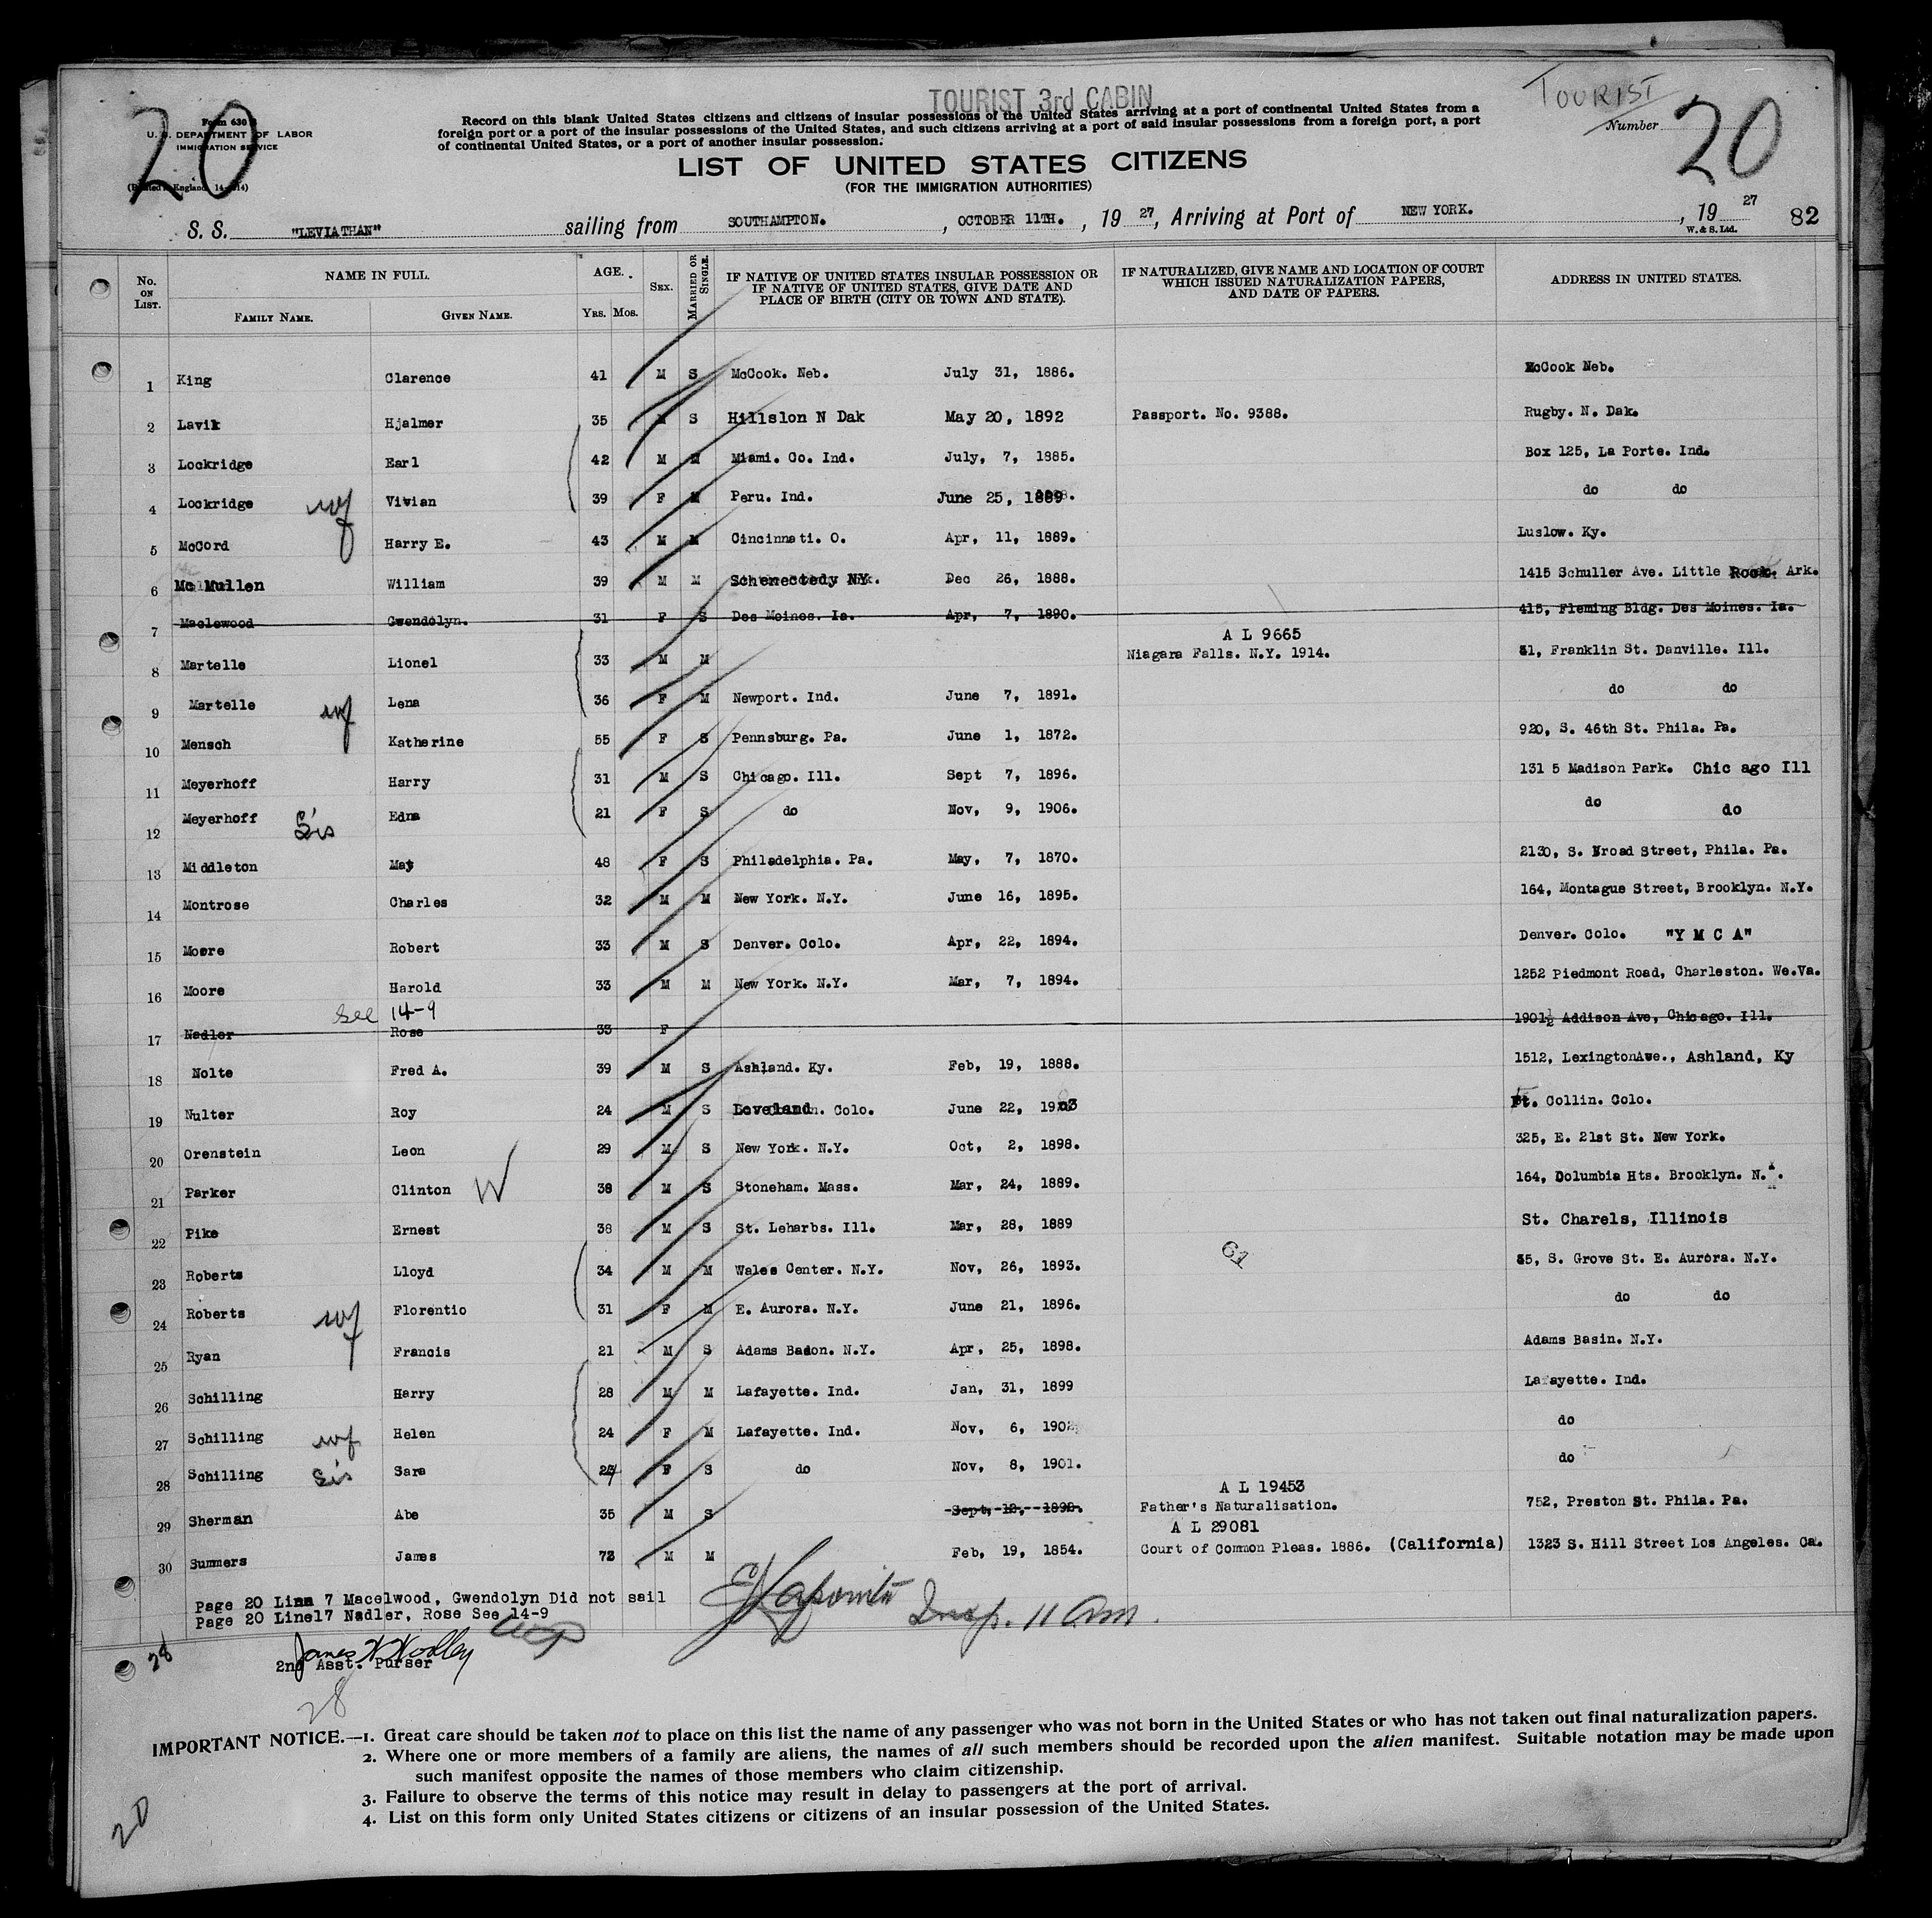 TOURIST 3rd CABIN
TOURIST
20
20
Form 630
U. S. DEPARTMENT OF LABOR
IMMIGRATION SERVICE
Number
Record on this blank United States citizens and citizens of insular possessions of the United States arriving at a port of continental United States from a
foreign port or a port of the insular possessions of the United States, and such citizens arriving at a port of said insular possessions from a foreign port, a port
of continental United States, or a port of another insular possession.
LIST OF UNITED STATES CITIZENS
(FOR THE IMMIGRATION AUTHORITIES)
S. S. "LEVIATHAN" sailing from SOUTHAMPTON. , OCTOBER 11TH. , 19 27, Arriving at Port of NEW YORK. , 19 27
W. & S. Ltd.
82
No. ON LIST. NAME IN FULL. AGE. SEX. MARRIED OR SINGLE. IF NATIVE OF UNITED STATES INSULAR POSSESSION OR IF NATIVE OF UNITED STATES, GIVE DATE AND PLACE OF BIRTH (CITY OR TOWN AND STATE). IF NATURALIZED, GIVE NAME AND LOCATION OF COURT WHICH ISSUED NATURALIZATION PAPERS, AND DATE OF PAPERS. ADDRESS IN UNITED STATES.
FAMILY NAME. GIVEN NAME. YRS. MOS.
1 King Clarence 41 M S McCook. Neb. July 31, 1886. McCook Neb.
2 Lavik Hjalmer 35 M S Hillslon N Dak May 20, 1892 Passport. No. 9388. Rugby. N. Dak.
3 Lockridge Earl 42 M M Miami. Co. Ind. July, 7, 1885. Box 125, La Porte. Ind.
4 Lockridge wf Vivian 39 F M Peru. Ind. June 25, 1889. do do
5 McCord Harry E. 43 M M Cincinnati. O. Apr, 11, 1889. Luslow. Ky.
6 Mc Mullen William 39 M M Schenectedy NY. Dec 26, 1888. 1415 Schuller Ave. Little Rock. Ark.
7 Maclewood Gwendolyn. 31 F S Des Moines. Ia. Apr, 7, 1890. 415, Fleming Bldg. Des Moines. Ia.
A L 9665
8 Martelle Lionel 33 M M Niagara Falls. N.Y. 1914. 31, Franklin St. Danville. Ill.
9 Martelle wf Lena 36 F M Newport. Ind. June 7, 1891. do do
10 Mensch Katherine 55 F S Pennsburg. Pa. June 1, 1872. 920, S. 46th St. Phila. Pa.
11 Meyerhoff Harry 31 M S Chicago. Ill. Sept 7, 1896. 131 5 Madison Park. Chic ago Ill
12 Meyerhoff Sis Edna 21 F S do Nov, 9, 1906. do do
13 Middleton May 48 F S Philadelphia. Pa. May, 7, 1870. 2130, S. Broad Street, Phila. Pa.
14 Montrose Charles 32 M M New York. N.Y. June 16, 1895. 164, Montague Street, Brooklyn. N.Y.
15 Moore Robert 33 M S Denver. Colo. Apr, 22, 1894. Denver. Colo. "Y M C A"
16 Moore Harold 33 M M New York. N.Y. Mar, 7, 1894. 1252 Piedmont Road, Charleston. We.Va.
See 14-9
17 Nadler Rose 33 F 1901½ Addison Ave, Chicago. Ill.
18 Nolte Fred A. 39 M S Ashland. Ky. Feb, 19, 1888. 1512, LexingtonAve., Ashland, Ky
19 Nulter Roy 24 M S Loveland. Colo. June 22, 1903 Ft. Collin. Colo.
20 Orenstein Leon 29 M S New York. N.Y. Oct, 2, 1898. 325, E. 21st St. New York.
21 Parker Clinton 38 M S Stoneham. Mass. Mar, 24, 1889. 164, Columbia Hts. Brooklyn. N.Y.
22 Pike Ernest 38 M S St. Leharbs. Ill. Mar, 28, 1889 St. Charels, Illinois
61
23 Roberts Lloyd 34 M M Wales Center. N.Y. Nov, 26, 1893. 55, S. Grove St. E. Aurora. N.Y.
24 Roberts wf Florentio 31 F M E. Aurora. N.Y. June 21, 1896. do do
25 Ryan Francis 21 M S Adams Bason. N.Y. Apr, 25, 1898. Adams Basin. N.Y.
26 Schilling Harry 28 M M Lafayette. Ind. Jan, 31, 1899 Lafayette. Ind.
27 Schilling wf Helen 24 F M Lafayette. Ind. Nov, 6, 1902 do
28 Schilling Sis Sara F S do Nov, 8, 1901. do
A L 19453
29 Sherman Abe 35 M S Sept, 12, 1892. Father's Naturalisation. 752, Preston St. Phila. Pa.
A L 29081
30 Summers James 73 M M Feb, 19, 1854. Court of Common Pleas. 1886. (California) 1323 S. Hill Street Los Angeles. Cal.
Page 20 Line 7 Macelwood, Gwendolyn Did not sail
Page 20 Line17 Nadler, Rose See 14-9
Insp. 11 am.
28
James W Woolley
2nd Asst. Purser
28
IMPORTANT NOTICE.—1. Great care should be taken not to place on this list the name of any passenger who was not born in the United States or who has not taken out final naturalization papers.
2. Where one or more members of a family are aliens, the names of all such members should be recorded upon the alien manifest. Suitable notation may be made upon
such manifest opposite the names of those members who claim citizenship.
3. Failure to observe the terms of this notice may result in delay to passengers at the port of arrival.
4. List on this form only United States citizens or citizens of an insular possession of the United States.
20